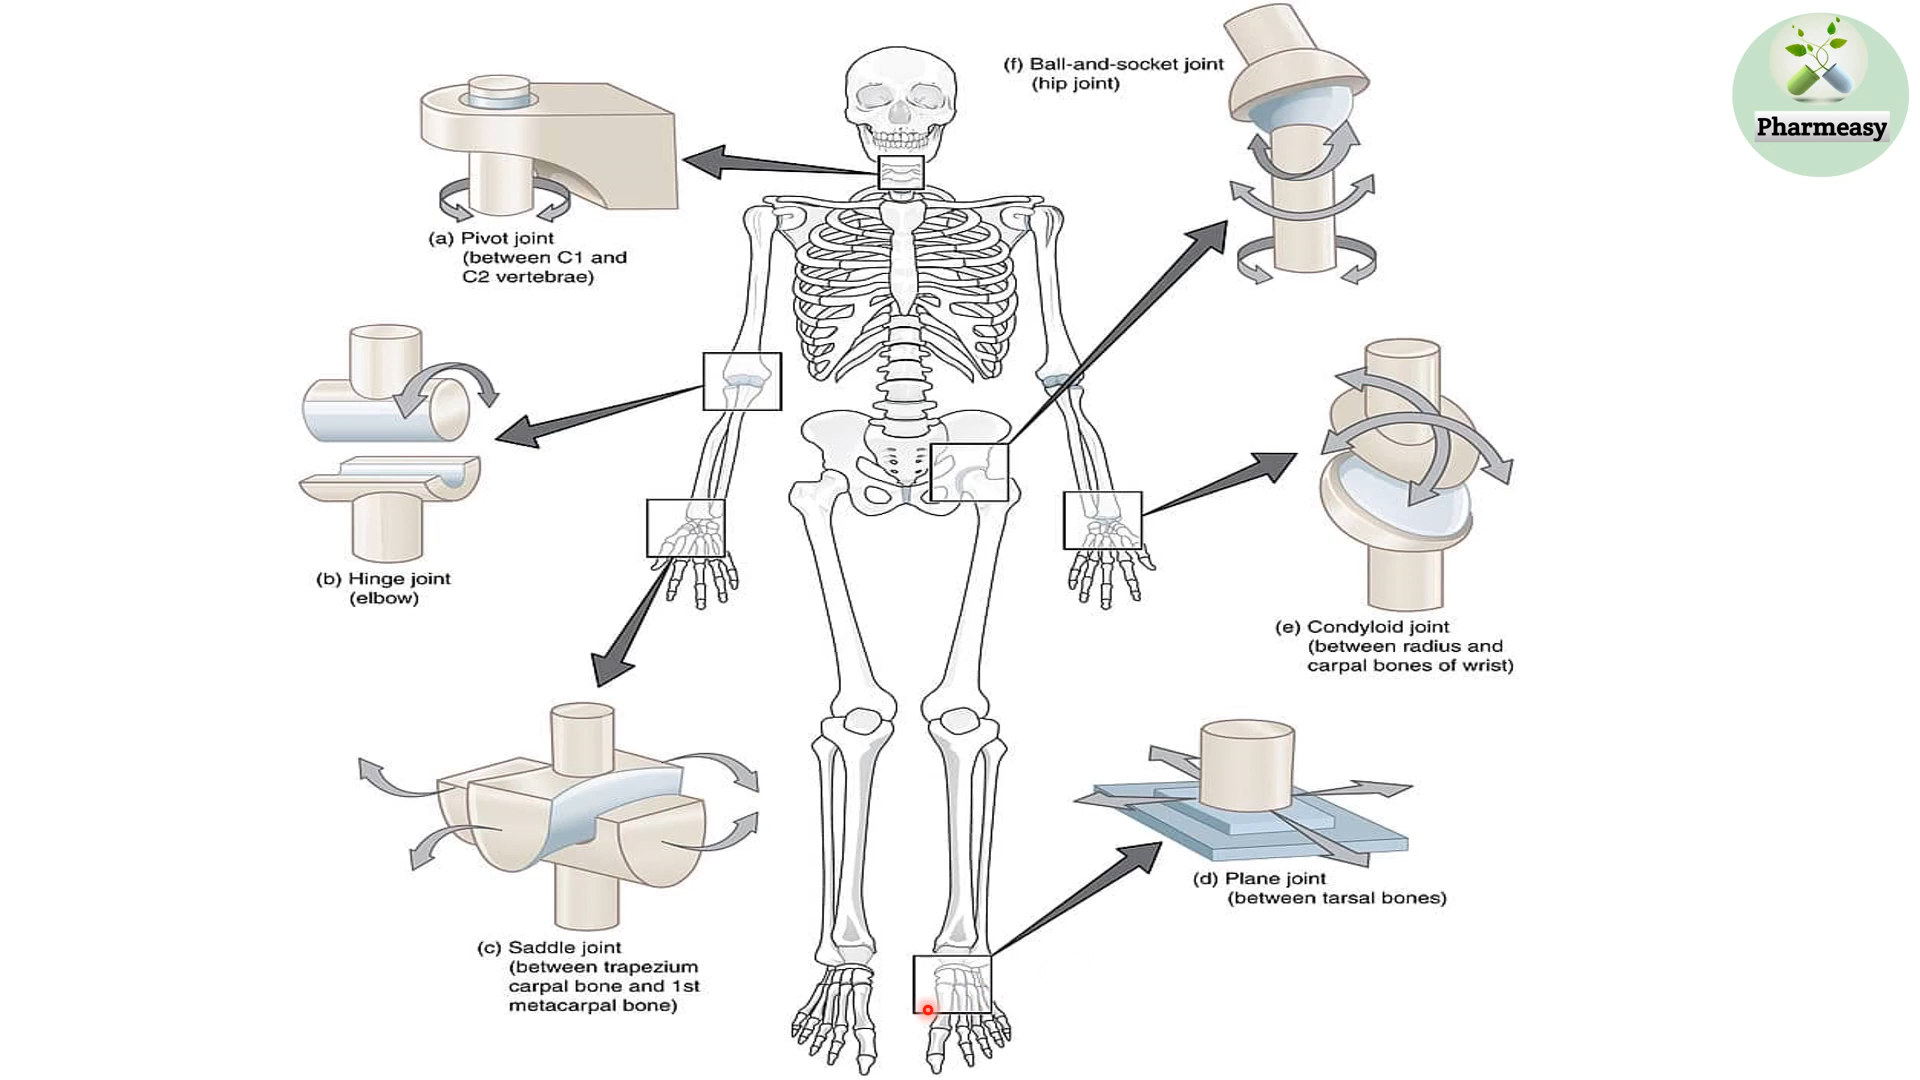 (a) Pivot joint
(between C1 and
C2 vertebrae)
(b) Hinge joint
(elbow)
(c) Saddle joint
(between trapezium
carpal bone and 1st
metacarpal bone)
(d) Plane joint
(between tarsal bones)
(e) Condyloid joint
(between radius and
carpal bones of wrist)
(f) Ball-and-socket joint
(hip joint)
Pharmeasy